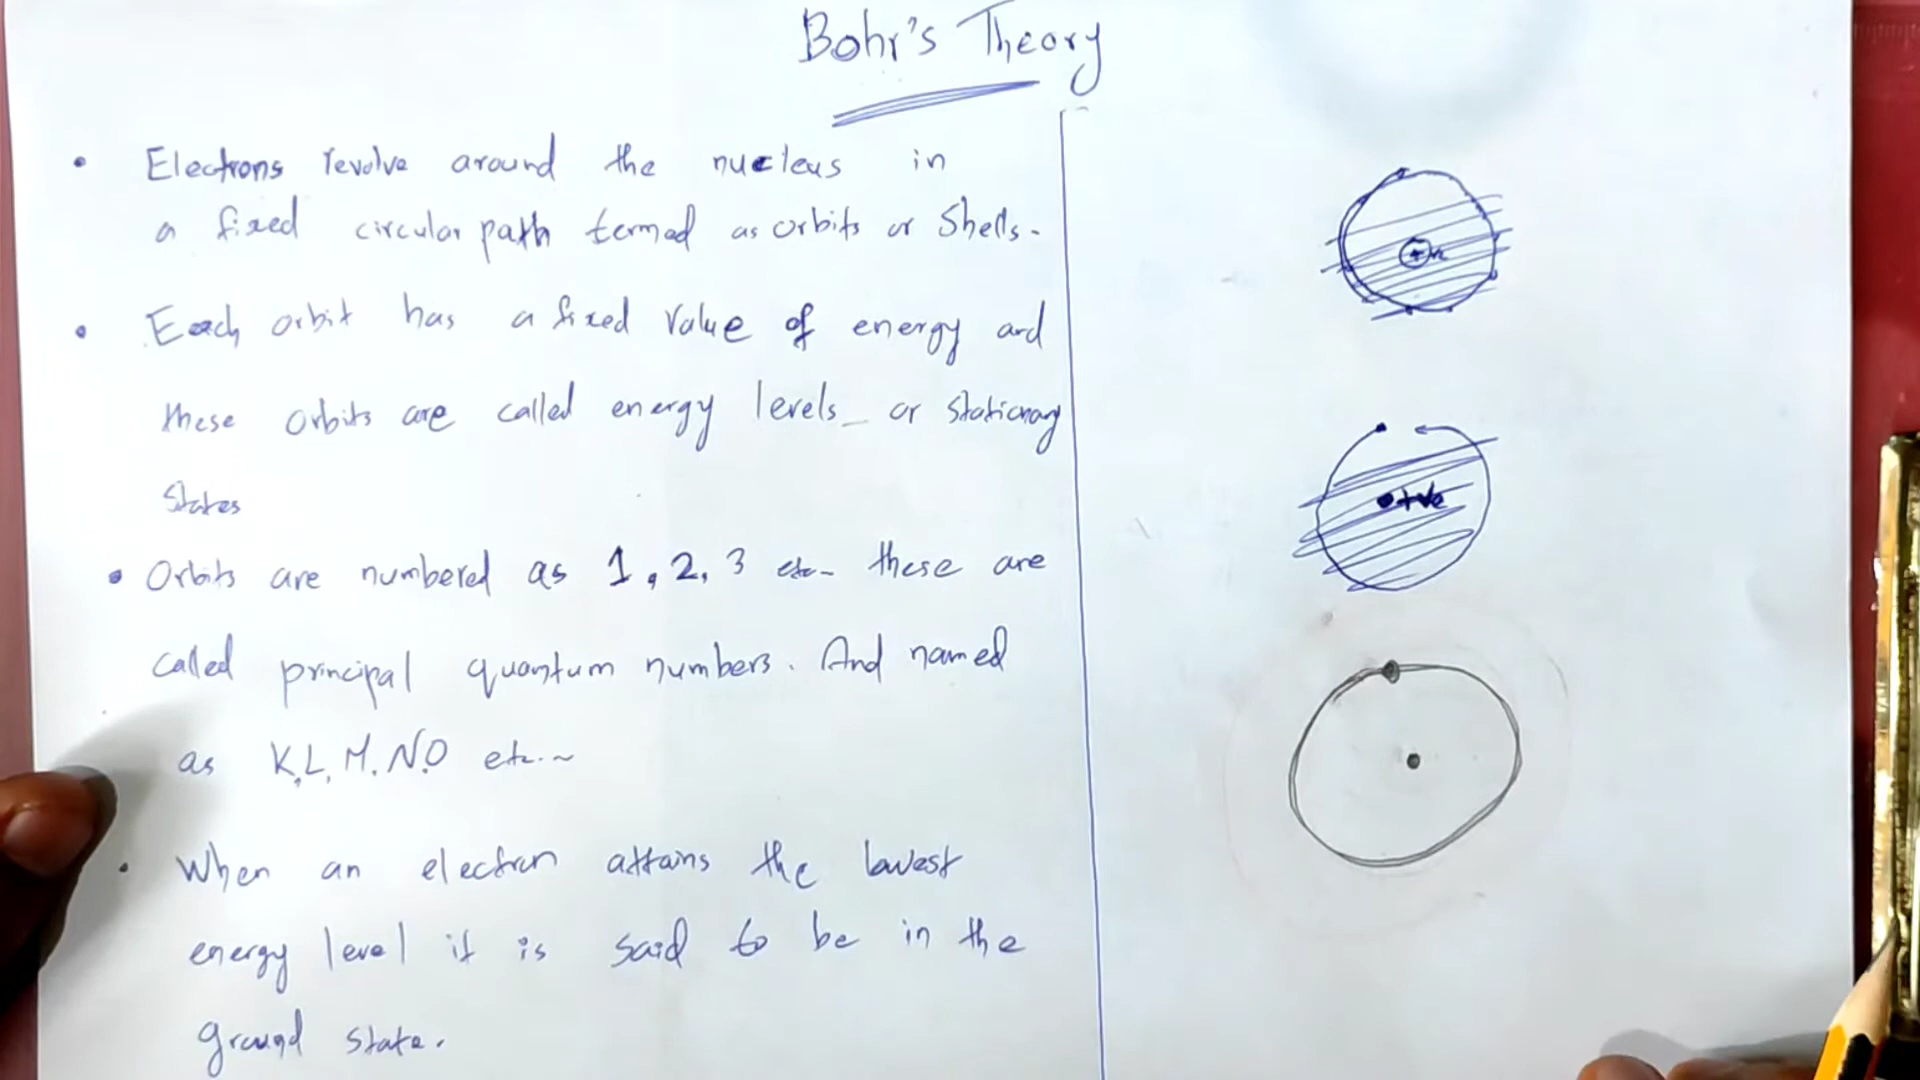 Bohr's Theory
• Electrons revolve around the nucleus in
a fixed circular path termed as orbits or Shells.
• Each orbit has a fixed value of energy and
these orbits are called energy levels or stationary
states
• Orbits are numbered as 1, 2, 3 etc- these are
called principal quantum numbers. And named
as K, L, M, N, O etc..~
• When an electron attains the lowest
energy level it is said to be in the
ground state.
+ve